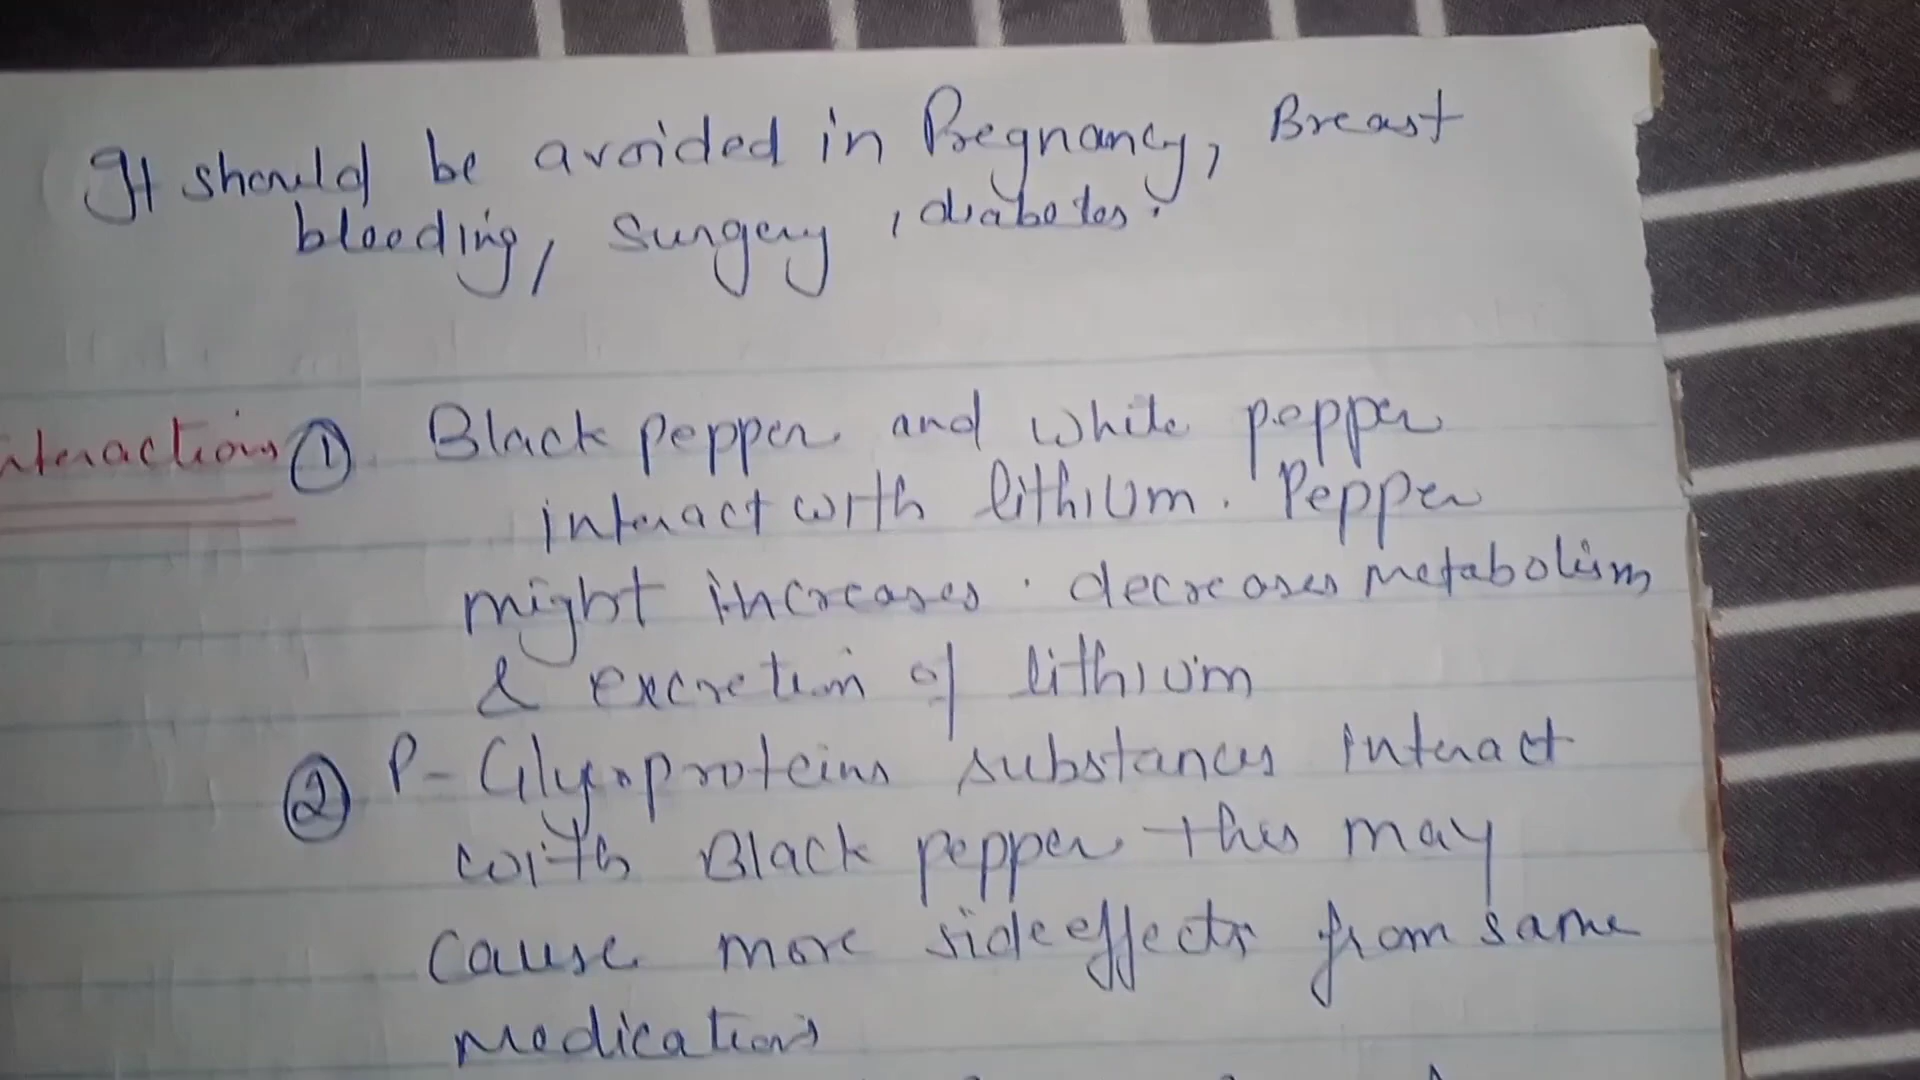 It should be avoided in Pregnancy, Breast
bleeding, surgery, diabetes.
nteractions ① Black pepper and white pepper
interact with lithium. Pepper
might increases. decreases metabolism
& excretion of lithium
② P-Glycoproteins substances interact
with Black pepper this may
cause more side effects from same
medications